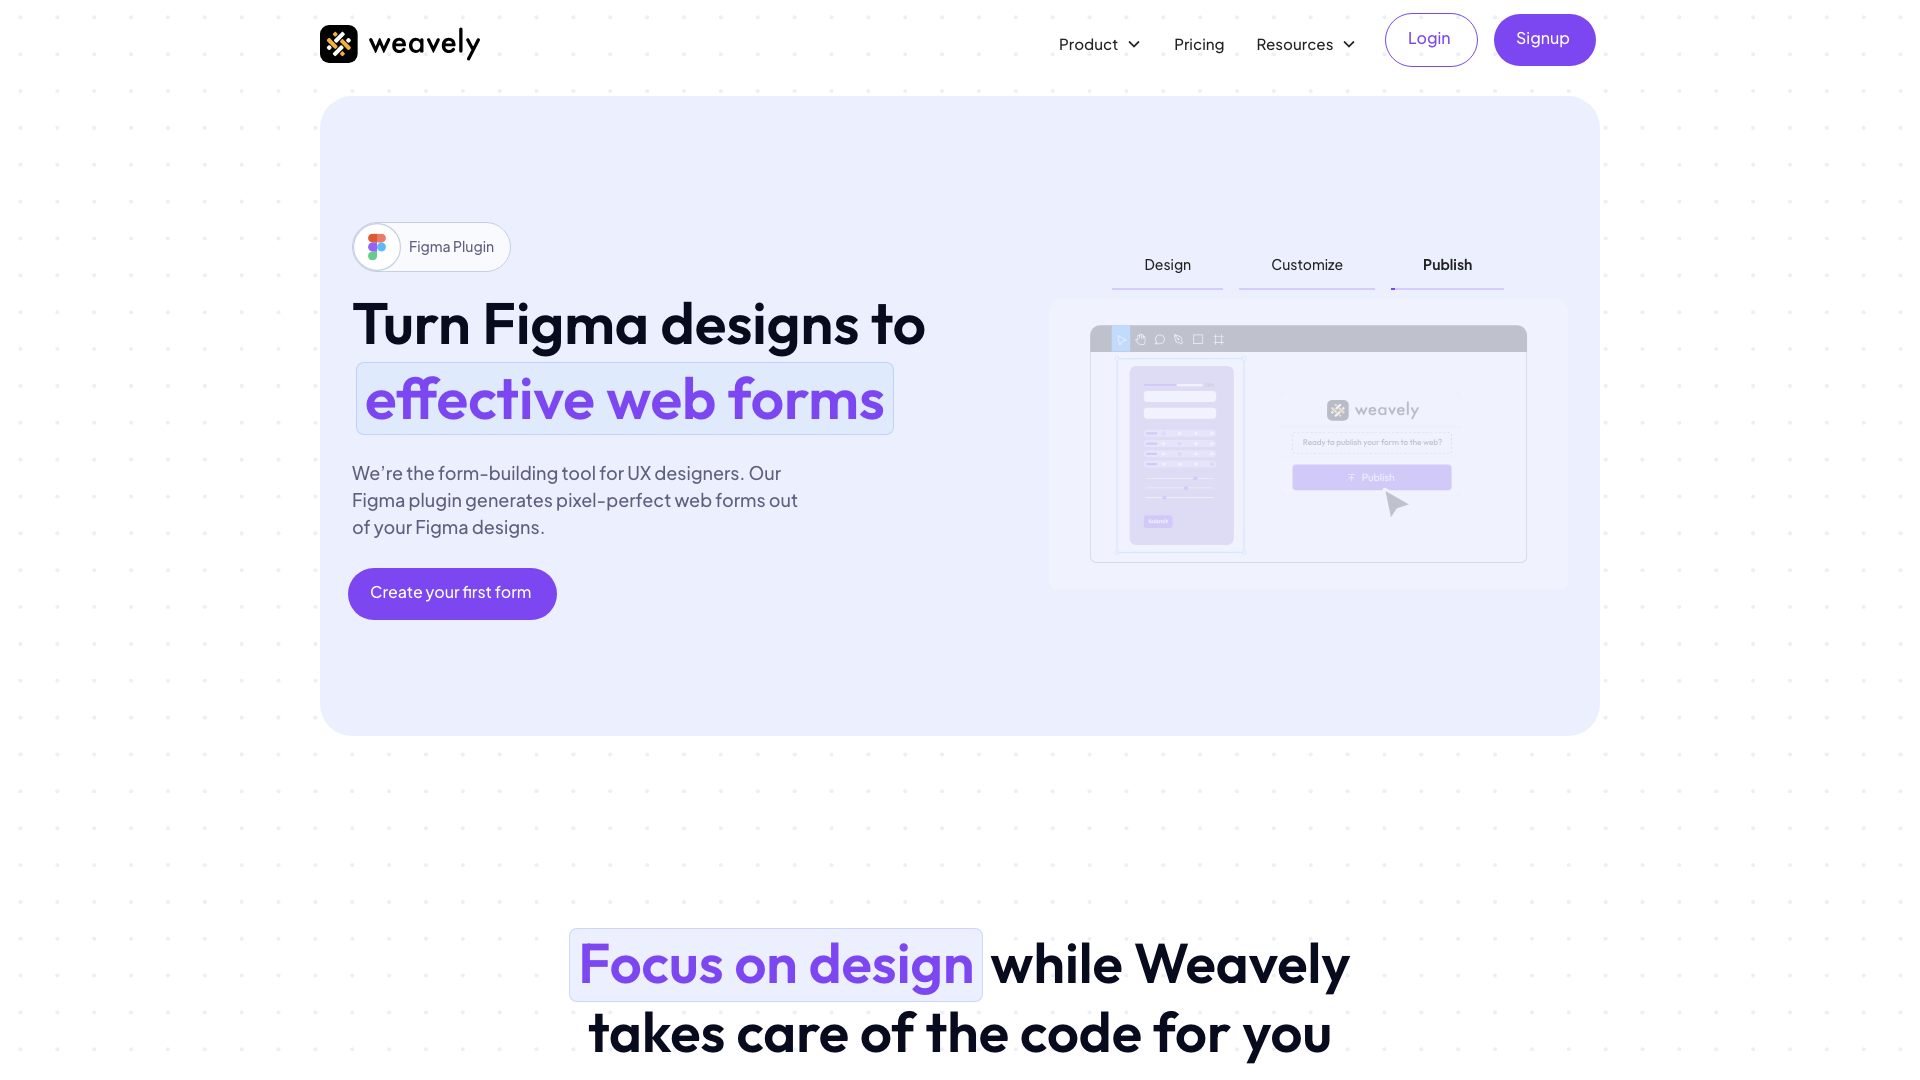 weavely
Product
Pricing
Resources
Login
Signup
Figma Plugin
Turn Figma designs to
effective web forms
We’re the form-building tool for UX designers. Our
Figma plugin generates pixel-perfect web forms out
of your Figma designs.
Create your first form
Design
Customize
Publish
weavely
Ready to publish your form to the web?
Publish
Submit
Focus on design while Weavely
takes care of the code for you